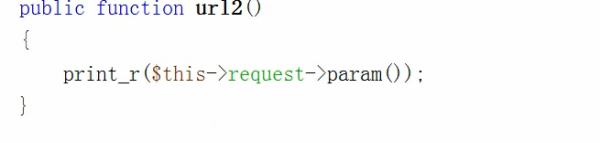 public function url2()
{
print_r($this->request->param());
}